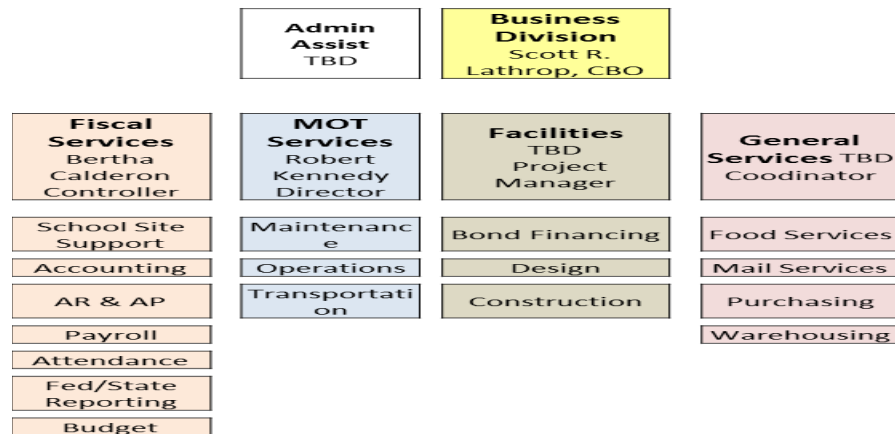 Admin
Assist
TBD
Business
Division
Scott R.
Lathrop, CBO
Fiscal
Services
Bertha
Calderon
Controller
MOT
Services
Robert
Kennedy
Director
Facilities
TBD
Project
Manager
General
Services TBD
Coodinator
School Site
Support
Accounting
AR & AP
Payroll
Attendance
Fed/State
Reporting
Budget
Maintenanc
e
Operations
Transportati
on
Bond Financing
Design
Construction
Food Services
Mail Services
Purchasing
Warehousing